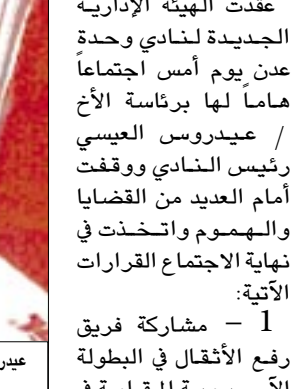 عقدت الهيئة الإدارية
الجديدة لنادي وحدة
عدن يوم أمس اجتماعاً
هاماً لها برئاسة الأخ
/ عيدروس العيسي
رئيس النادي ووقفت
أمام العديد من القضايا
والهموم واتخذت في
نهاية الاجتماع القرارات
الآتية:
1 – مشاركة فريق
رفع الأثقال في البطولة